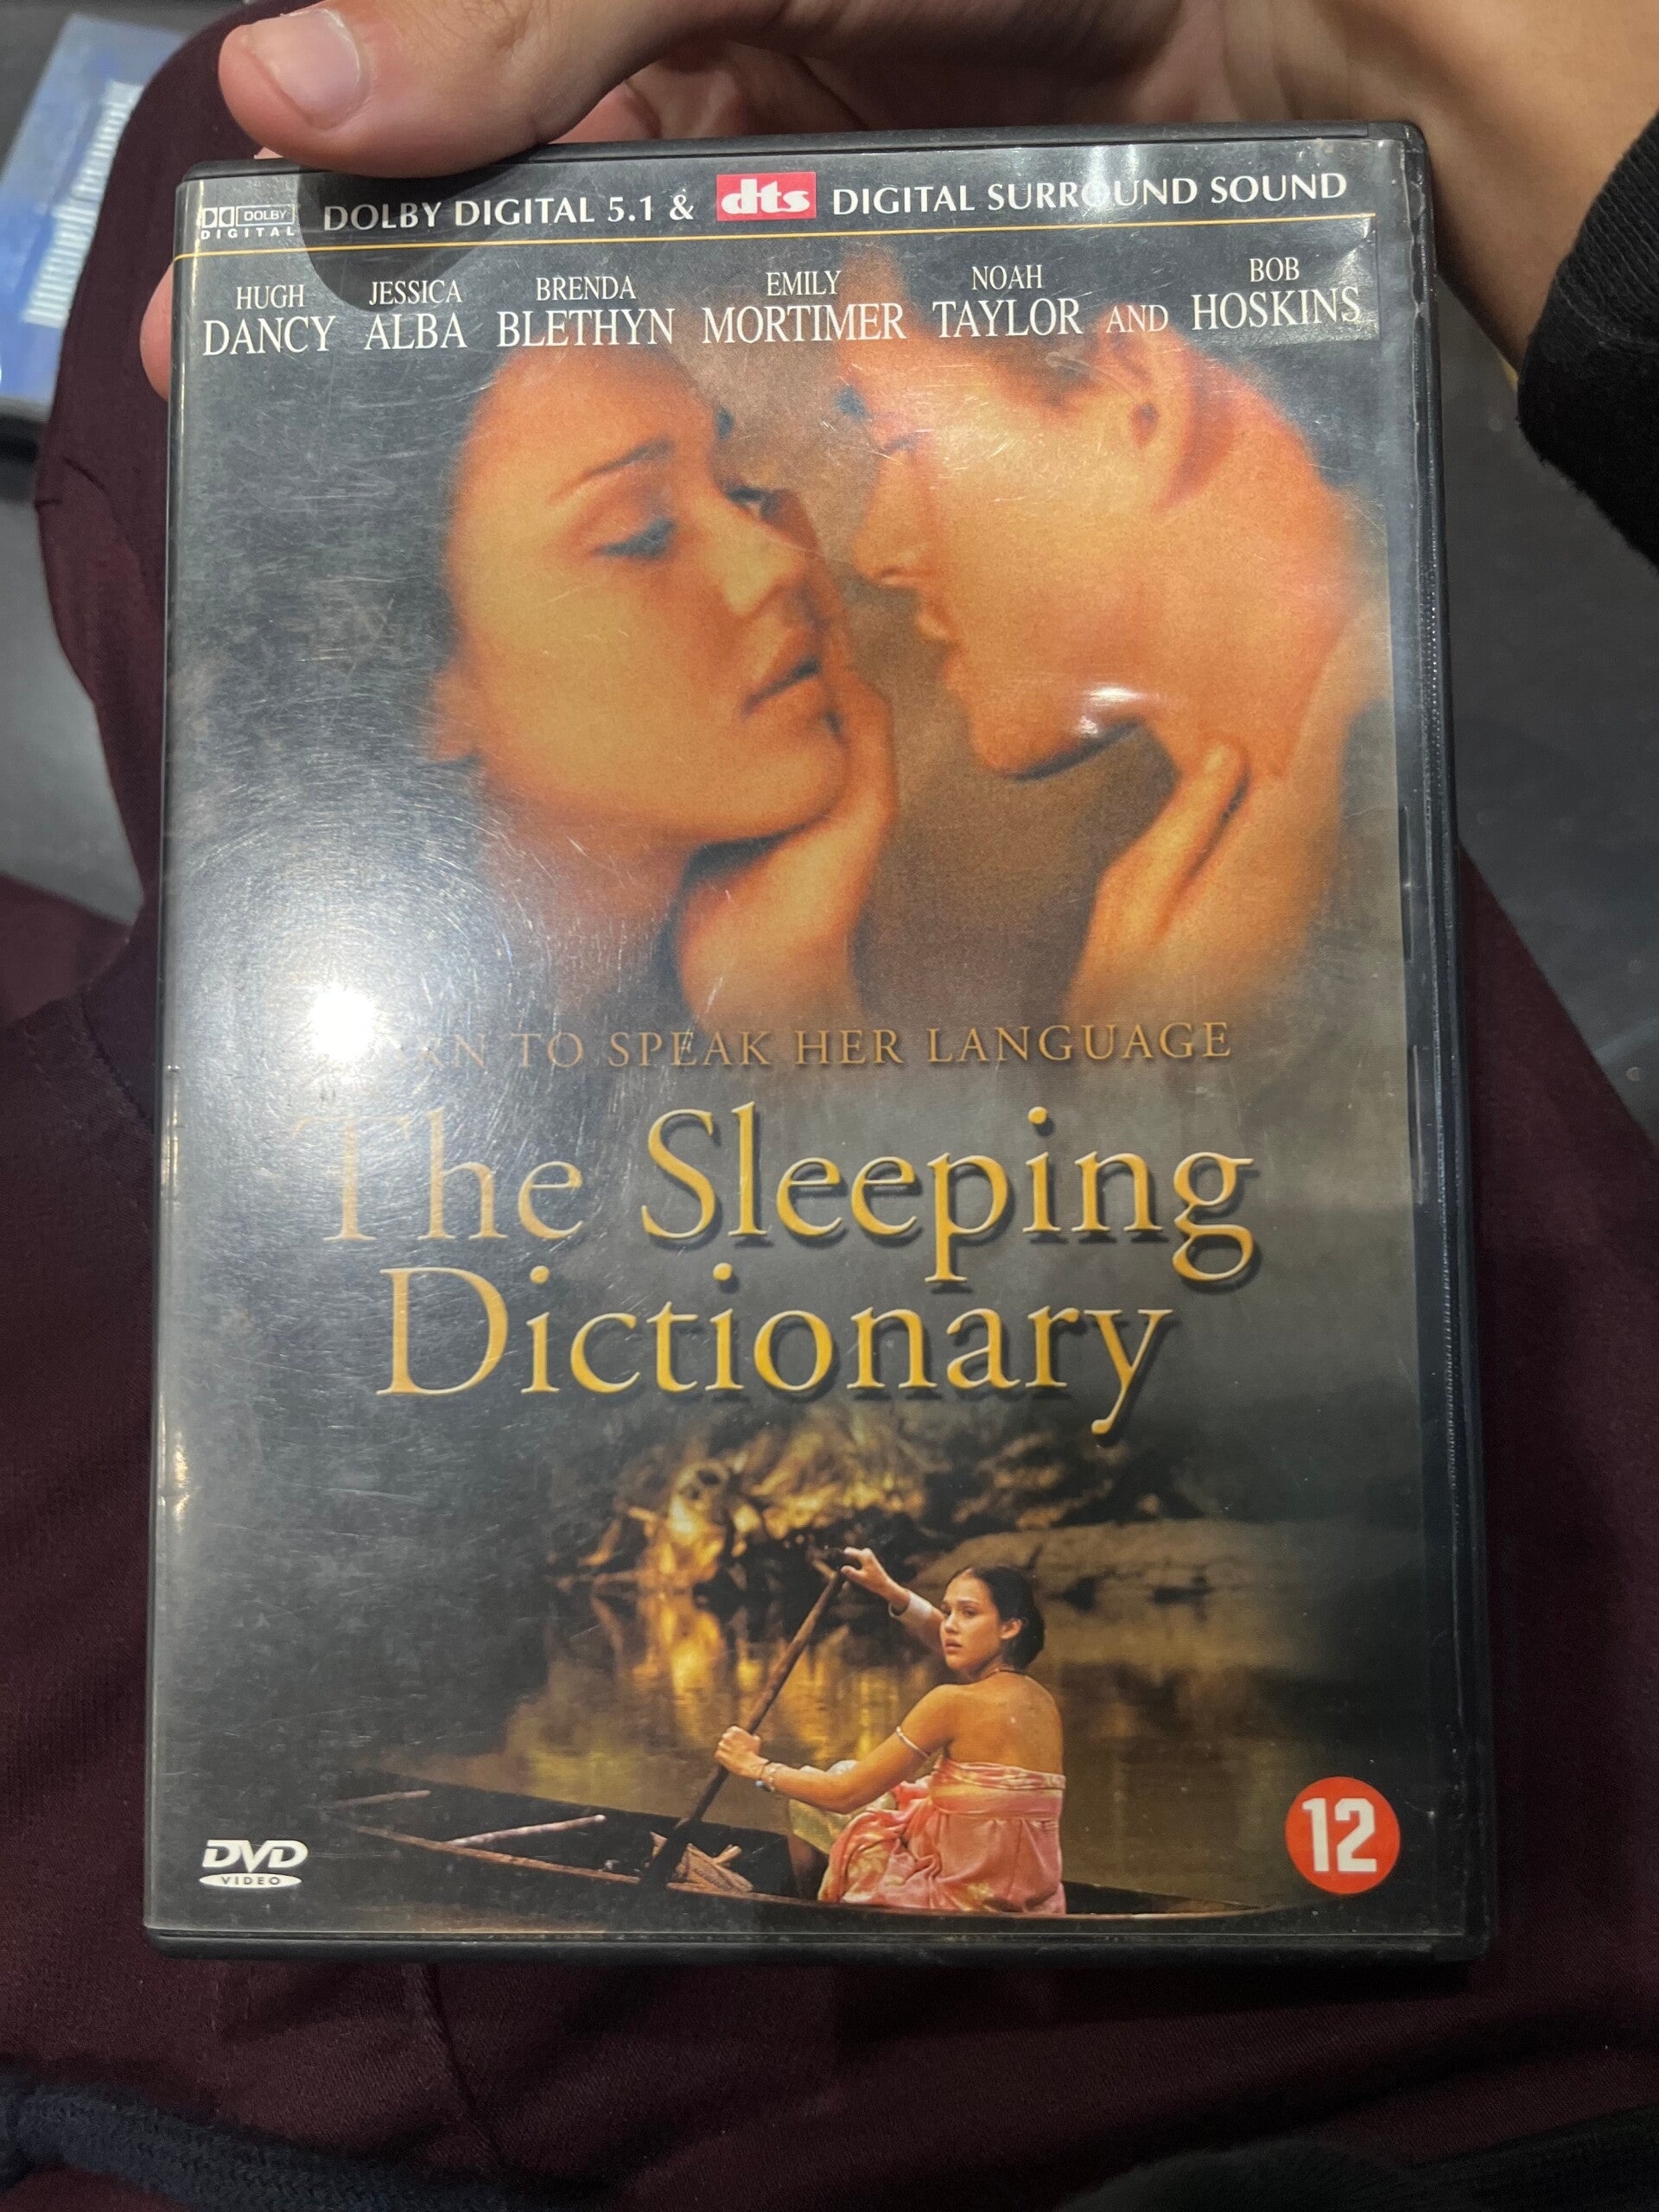 DOLBY DIGITAL
DOLBY DIGITAL 5.1 & dts DIGITAL SURROUND SOUND
HUGH DANCY JESSICA ALBA BRENDA BLETHYN EMILY MORTIMER NOAH TAYLOR AND BOB HOSKINS
TO SPEAK HER LANGUAGE
The Sleeping
Dictionary
DVD
VIDEO
12